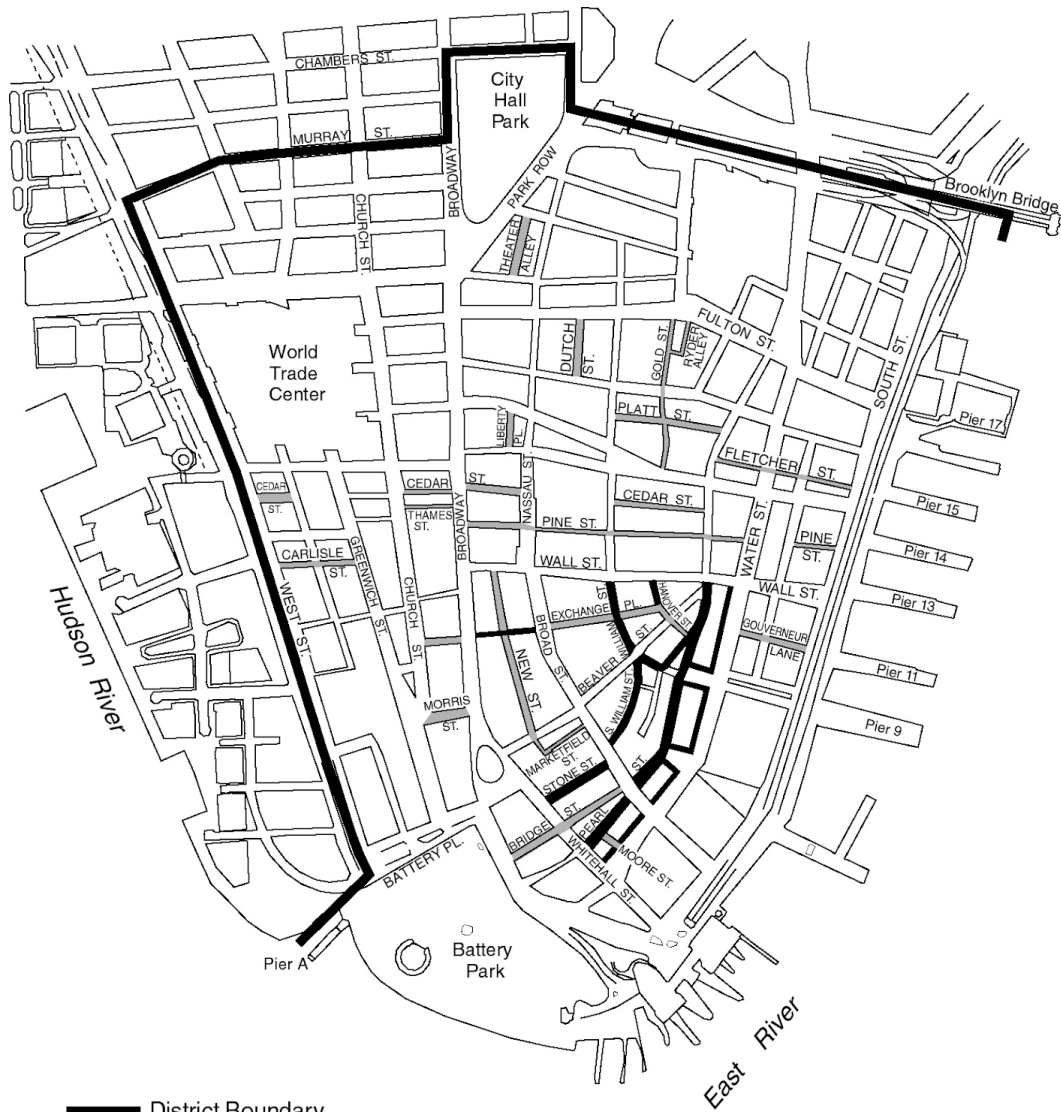 CHAMBERS ST.
City
Hall
Park
MURRAY ST.
BROADWAY
PARK ROW
Brooklyn Bridge
CHURCH ST.
THEATER
ALLEY
FULTON ST.
SOUTH ST.
World
Trade
Center
DUTCH
ST.
GOLD ST.
RYDER
ALLEY
PLATT ST.
Pier 17
LIBERTY
PL.
NASSAU ST.
FLETCHER ST.
CEDAR
ST.
CEDAR ST.
THAMES
ST.
BROADWAY
CEDAR ST.
Pier 15
PINE ST.
WATER ST.
PINE
ST.
Pier 14
CARLISLE
ST.
GREENWICH ST.
WALL ST.
WALL ST.
Pier 13
WEST ST.
CHURCH ST.
EXCHANGE PL.
WILLIAM ST.
HANOVER ST.
GOUVERNEUR
LANE
Hudson River
NEW ST.
BROAD ST.
BEAVER ST.
Pier 11
S. WILLIAM ST.
MORRIS
ST.
Pier 9
MARKETFIELD
ST.
STONE ST.
BRIDGE ST.
PEARL ST.
MOORE ST.
WHITEHALL ST.
BATTERY PL.
Pier A
Battery
Park
East River
District Boundary